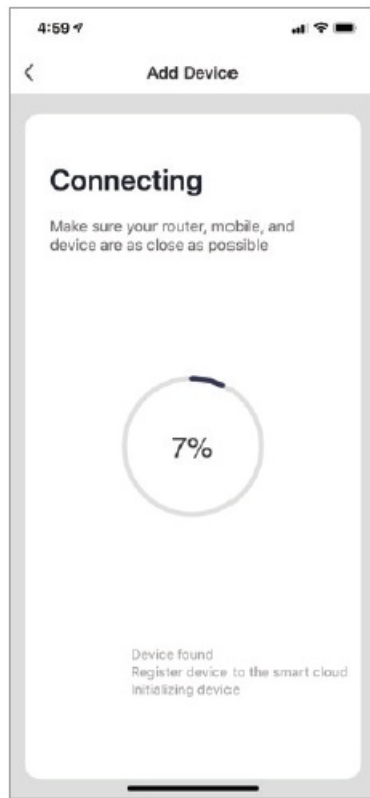 4:59
Add Device
Connecting
Make sure your router, mobile, and
device are as close as possible
7%
Device found
Register device to the smart cloud
Initializing device